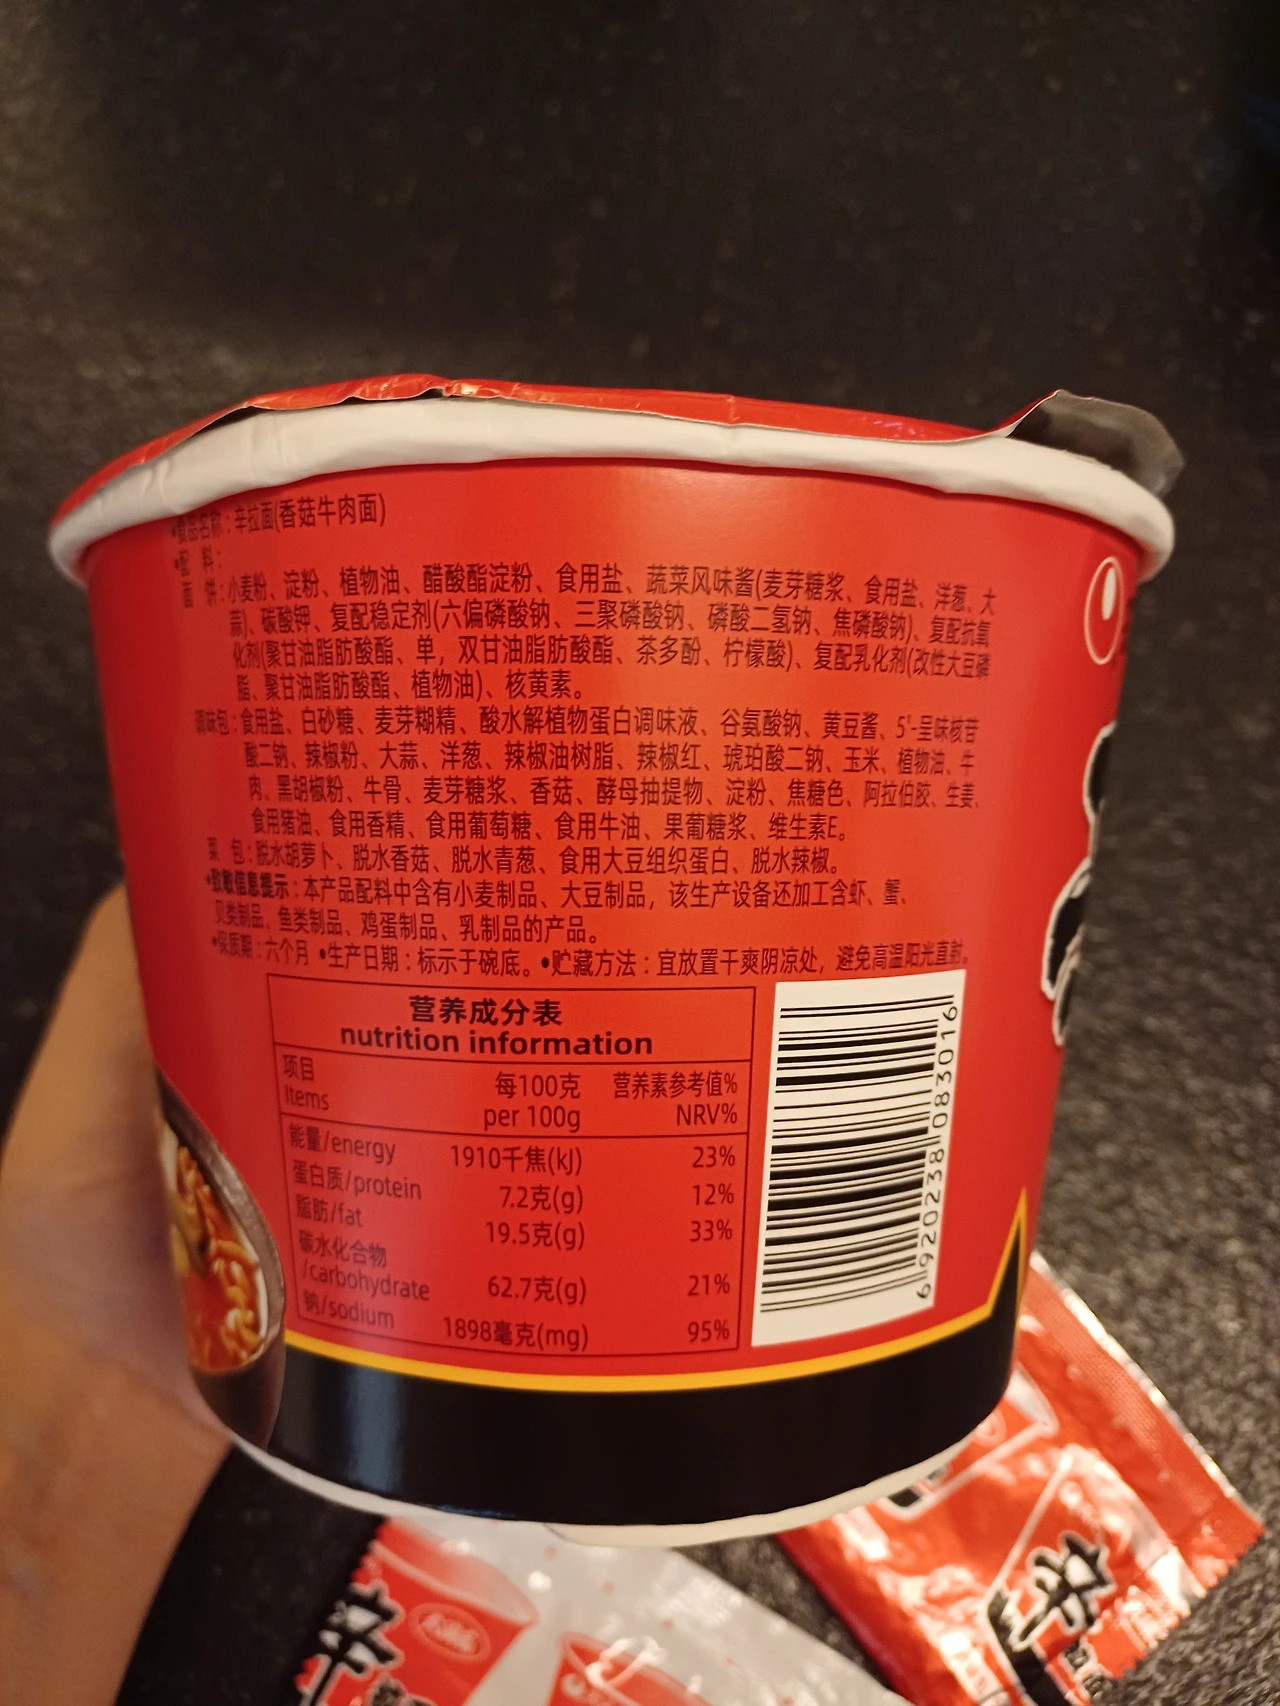 •食品名称：辛拉面(香菇牛肉面)
•配 料：
面 饼：小麦粉、淀粉、植物油、醋酸酯淀粉、食用盐、蔬菜风味酱(麦芽糖浆、食用盐、洋葱、大
蒜)、碳酸钾、复配稳定剂(六偏磷酸钠、三聚磷酸钠、磷酸二氢钠、焦磷酸钠)、复配抗氧
化剂(聚甘油脂肪酸酯、单，双甘油脂肪酸酯、茶多酚、柠檬酸)、复配乳化剂(改性大豆磷
脂、聚甘油脂肪酸酯、植物油)、核黄素。
调味包：食用盐、白砂糖、麦芽糊精、酸水解植物蛋白调味液、谷氨酸钠、黄豆酱、5'-呈味核苷
酸二钠、辣椒粉、大蒜、洋葱、辣椒油树脂、辣椒红、琥珀酸二钠、玉米、植物油、牛
肉、黑胡椒粉、牛骨、麦芽糖浆、香菇、酵母抽提物、淀粉、焦糖色、阿拉伯胶、生姜、
食用猪油、食用香精、食用葡萄糖、食用牛油、果葡糖浆、维生素E。
菜 包：脱水胡萝卜、脱水香菇、脱水青葱、食用大豆组织蛋白、脱水辣椒。
•致敏信息提示：本产品配料中含有小麦制品、大豆制品，该生产设备还加工含虾、蟹、
贝类制品、鱼类制品、鸡蛋制品、乳制品的产品。
•保质期：六个月 •生产日期：标示于碗底。•贮藏方法：宜放置干爽阴凉处，避免高温阳光直射。
营养成分表
nutrition information
项目 每100克 营养素参考值%
Items per 100g NRV%
能量/energy 1910千焦(kJ) 23%
蛋白质/protein 7.2克(g) 12%
脂肪/fat 19.5克(g) 33%
碳水化合物
/carbohydrate 62.7克(g) 21%
钠/sodium 1898毫克(mg) 95%
6920238083016
辛
辛